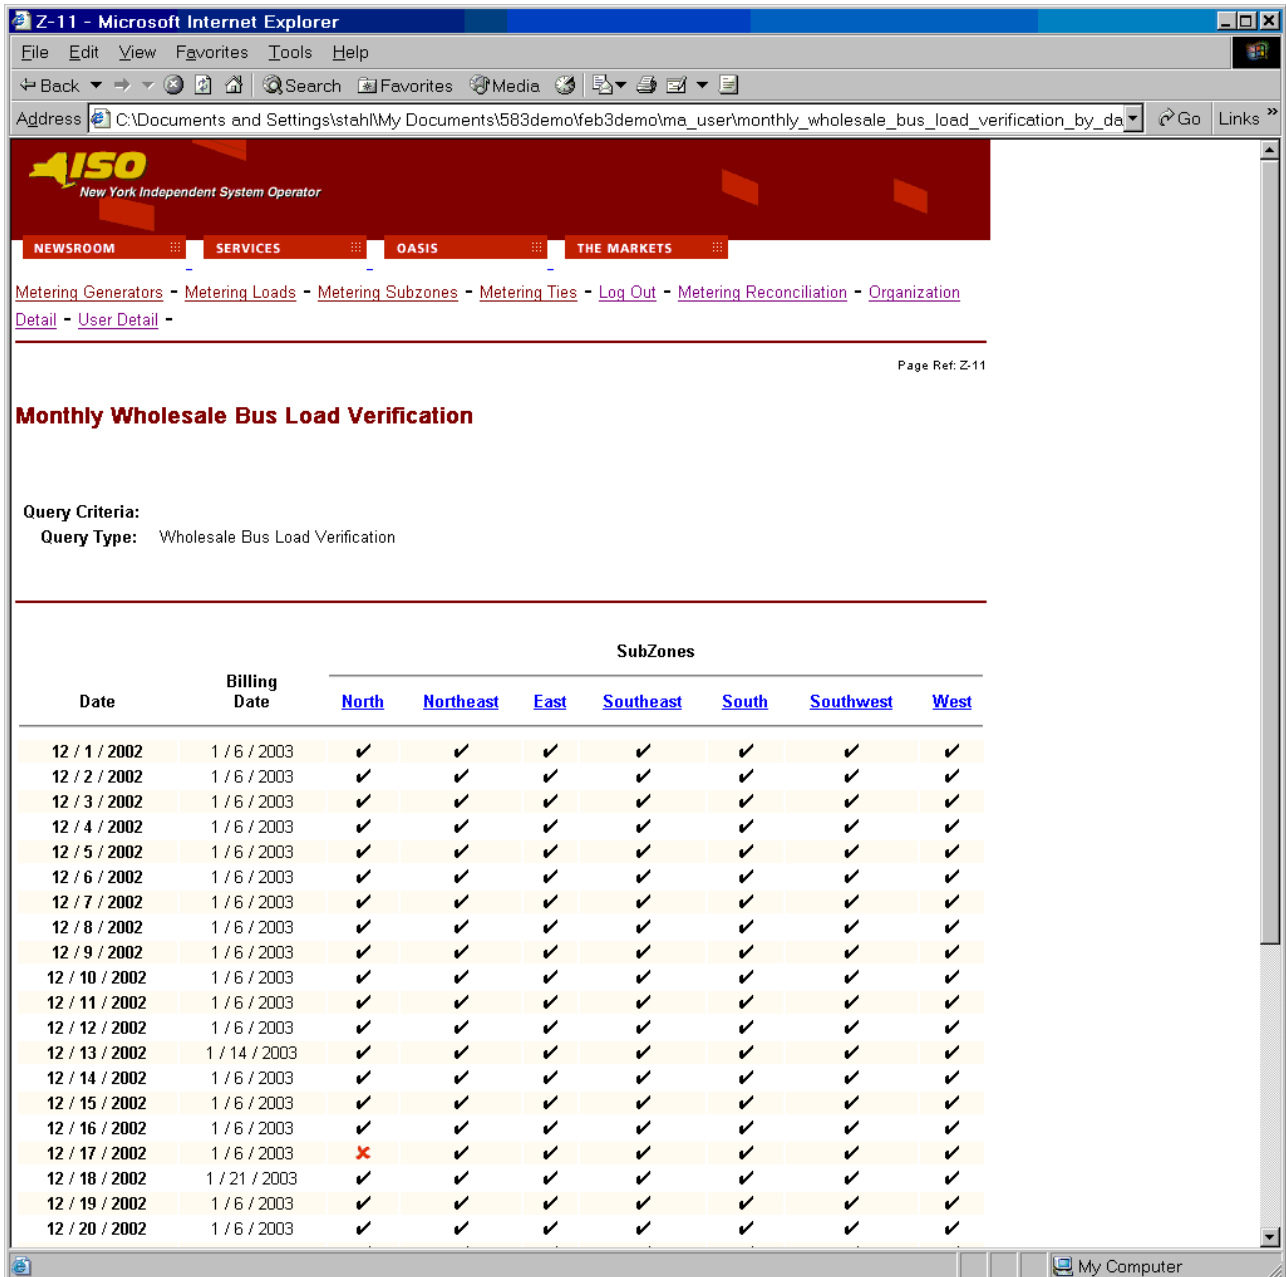 Z-11 - Microsoft Internet Explorer
File Edit View Favorites Tools Help
Back Search Favorites Media
Address C:\Documents and Settings\stahl\My Documents\583demo\feb3demo\ma_user\monthly_wholesale_bus_load_verification_by_da Go Links »
ISO
New York Independent System Operator
NEWSROOM SERVICES OASIS THE MARKETS
Metering Generators - Metering Loads - Metering Subzones - Metering Ties - Log Out - Metering Reconciliation - Organization
Detail - User Detail -
Page Ref: Z-11
Monthly Wholesale Bus Load Verification
Query Criteria:
Query Type: Wholesale Bus Load Verification
SubZones
Date Billing Date North Northeast East Southeast South Southwest West
12 / 1 / 2002 1 / 6 / 2003 ✔ ✔ ✔ ✔ ✔ ✔ ✔
12 / 2 / 2002 1 / 6 / 2003 ✔ ✔ ✔ ✔ ✔ ✔ ✔
12 / 3 / 2002 1 / 6 / 2003 ✔ ✔ ✔ ✔ ✔ ✔ ✔
12 / 4 / 2002 1 / 6 / 2003 ✔ ✔ ✔ ✔ ✔ ✔ ✔
12 / 5 / 2002 1 / 6 / 2003 ✔ ✔ ✔ ✔ ✔ ✔ ✔
12 / 6 / 2002 1 / 6 / 2003 ✔ ✔ ✔ ✔ ✔ ✔ ✔
12 / 7 / 2002 1 / 6 / 2003 ✔ ✔ ✔ ✔ ✔ ✔ ✔
12 / 8 / 2002 1 / 6 / 2003 ✔ ✔ ✔ ✔ ✔ ✔ ✔
12 / 9 / 2002 1 / 6 / 2003 ✔ ✔ ✔ ✔ ✔ ✔ ✔
12 / 10 / 2002 1 / 6 / 2003 ✔ ✔ ✔ ✔ ✔ ✔ ✔
12 / 11 / 2002 1 / 6 / 2003 ✔ ✔ ✔ ✔ ✔ ✔ ✔
12 / 12 / 2002 1 / 6 / 2003 ✔ ✔ ✔ ✔ ✔ ✔ ✔
12 / 13 / 2002 1 / 14 / 2003 ✔ ✔ ✔ ✔ ✔ ✔ ✔
12 / 14 / 2002 1 / 6 / 2003 ✔ ✔ ✔ ✔ ✔ ✔ ✔
12 / 15 / 2002 1 / 6 / 2003 ✔ ✔ ✔ ✔ ✔ ✔ ✔
12 / 16 / 2002 1 / 6 / 2003 ✔ ✔ ✔ ✔ ✔ ✔ ✔
12 / 17 / 2002 1 / 6 / 2003 ✘ ✔ ✔ ✔ ✔ ✔ ✔
12 / 18 / 2002 1 / 21 / 2003 ✔ ✔ ✔ ✔ ✔ ✔ ✔
12 / 19 / 2002 1 / 6 / 2003 ✔ ✔ ✔ ✔ ✔ ✔ ✔
12 / 20 / 2002 1 / 6 / 2003 ✔ ✔ ✔ ✔ ✔ ✔ ✔
My Computer